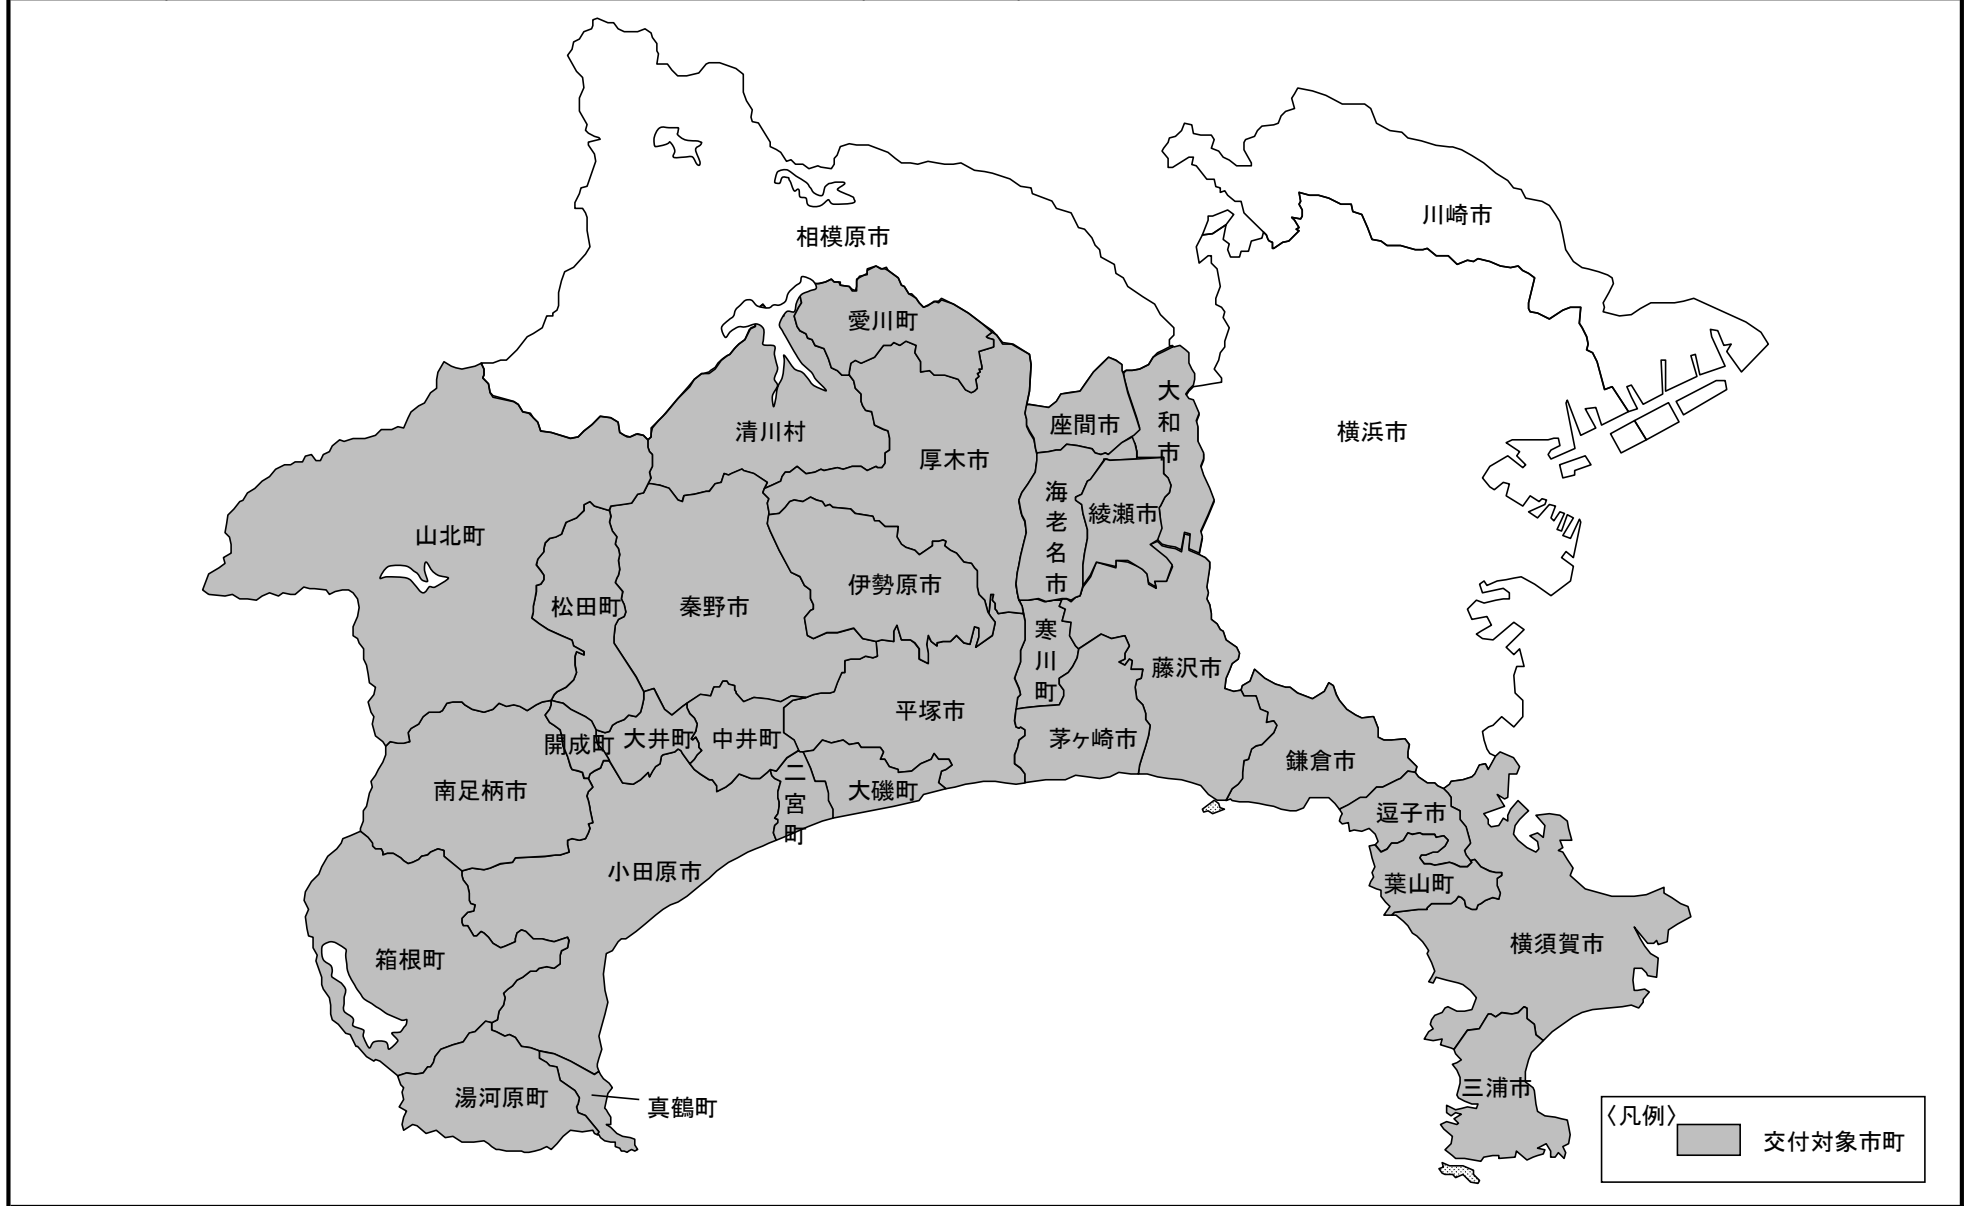 川崎市
相模原市
愛川町
大和市
座間市
清川村
横浜市
厚木市
海老名市
綾瀬市
山北町
伊勢原市
松田町
秦野市
寒川町
藤沢市
平塚市
開成町
大井町
中井町
茅ヶ崎市
鎌倉市
南足柄市
二宮町
大磯町
逗子市
小田原市
葉山町
横須賀市
箱根町
湯河原町
真鶴町
三浦市
〈凡例〉
交付対象市町